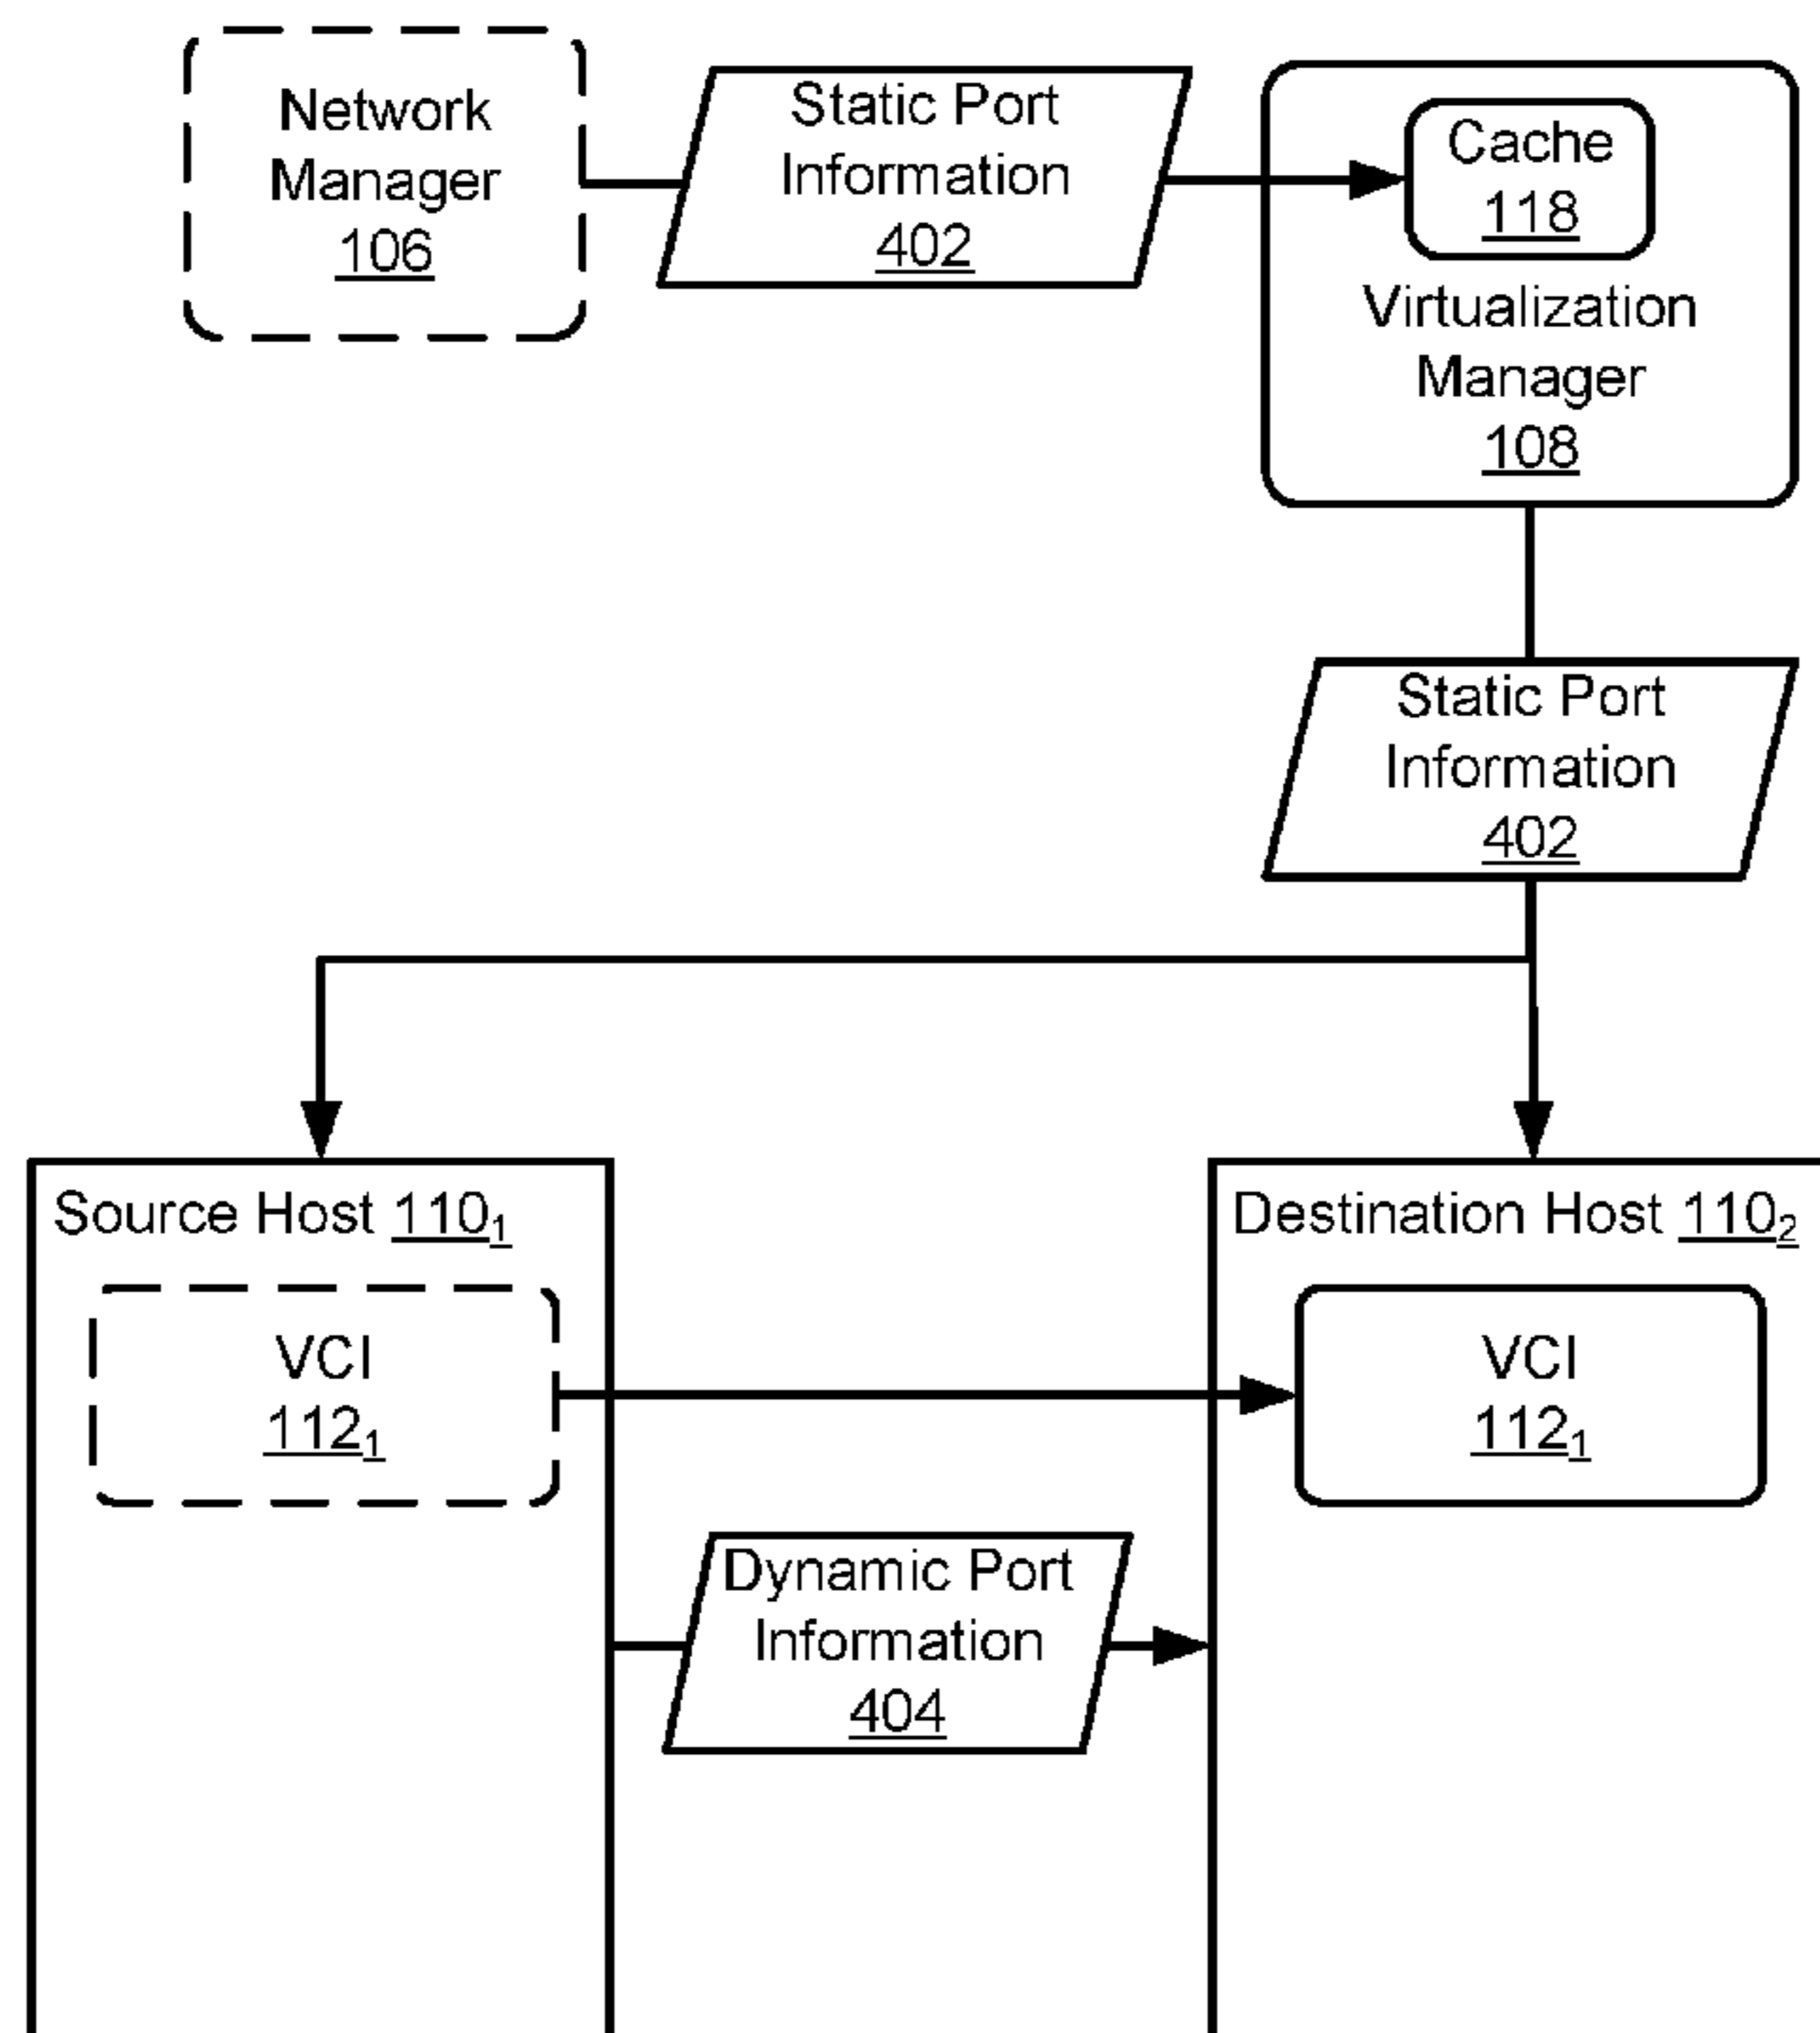 Network
Manager
106
Static Port
Information
402
Cache
118
Virtualization
Manager
108
Static Port
Information
402
Source Host 110₁
VCI
112₁
Destination Host 110₂
VCI
112₁
Dynamic Port
Information
404